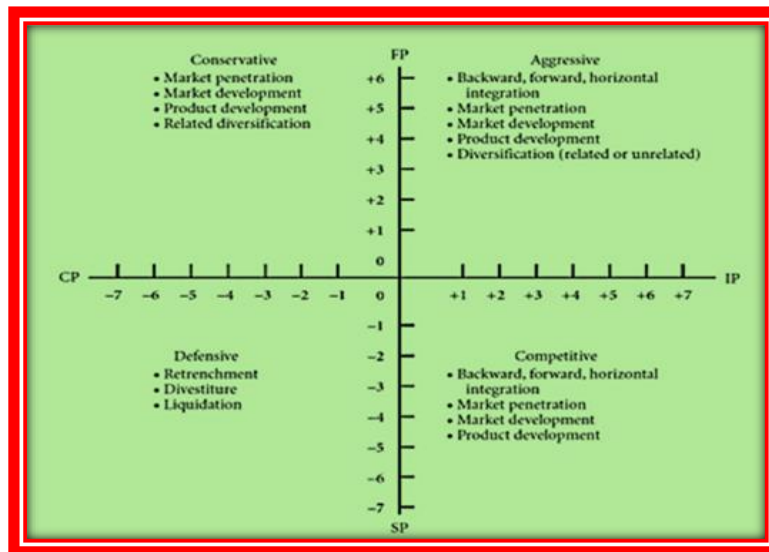 FP
Conservative
• Market penetration
• Market development
• Product development
• Related diversification
Aggressive
• Backward, forward, horizontal
integration
• Market penetration
• Market development
• Product development
• Diversification (related or unrelated)
+6
+5
+4
+3
+2
+1
0
CP
IP
−7 −6 −5 −4 −3 −2 −1 0 +1 +2 +3 +4 +5 +6 +7
−1
−2
−3
−4
−5
−6
−7
Defensive
• Retrenchment
• Divestiture
• Liquidation
Competitive
• Backward, forward, horizontal
integration
• Market penetration
• Market development
• Product development
SP